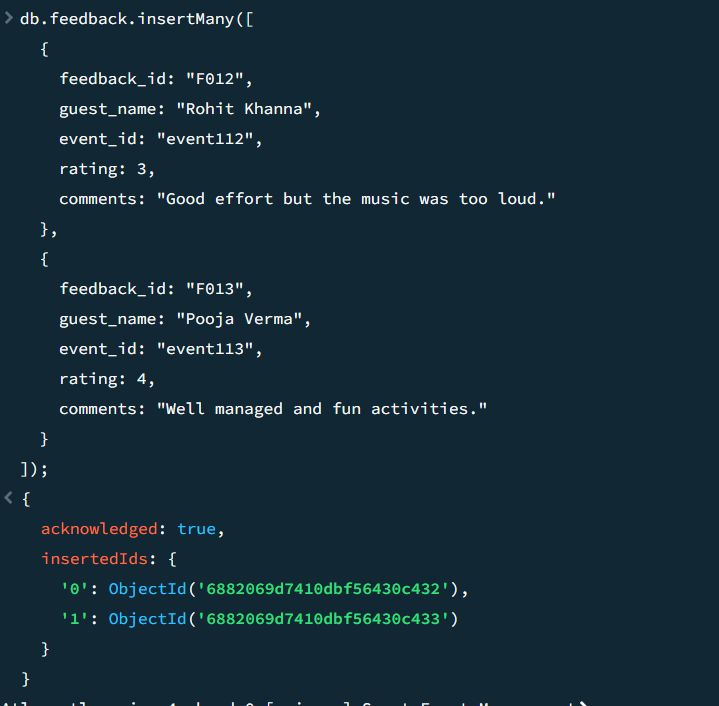 > db.feedback.insertMany([
{
feedback_id: "F012",
guest_name: "Rohit Khanna",
event_id: "event112",
rating: 3,
comments: "Good effort but the music was too loud."
},
{
feedback_id: "F013",
guest_name: "Pooja Verma",
event_id: "event113",
rating: 4,
comments: "Well managed and fun activities."
}
]);
< {
acknowledged: true,
insertedIds: {
'0': ObjectId('6882069d7410dbf56430c432'),
'1': ObjectId('6882069d7410dbf56430c433')
}
}